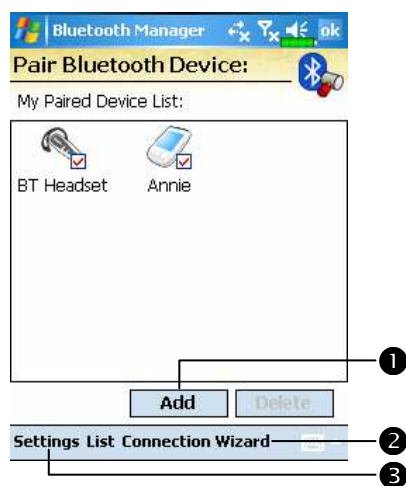 Bluetooth Manager ok
Pair Bluetooth Device:
My Paired Device List:
BT Headset Annie
1
Add Delete
Settings List Connection Wizard 2
3